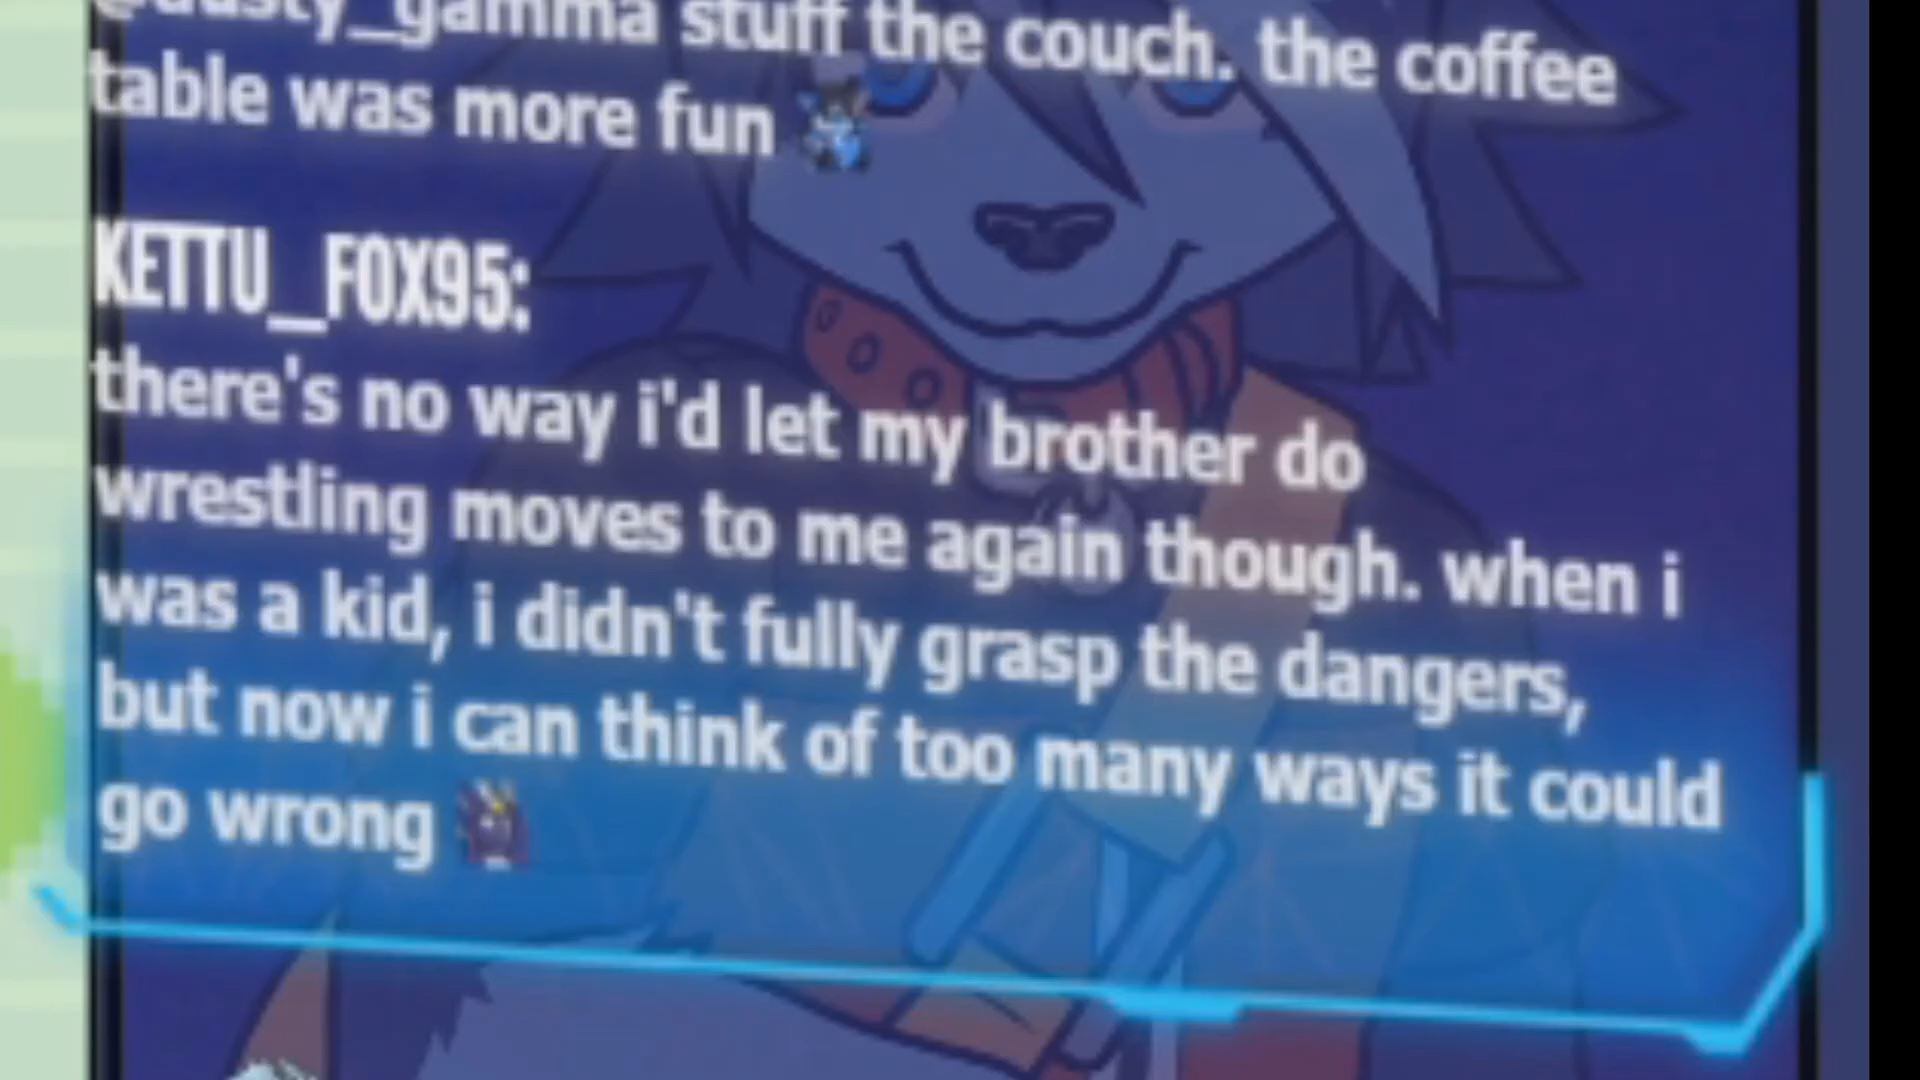 @dusty_gamma stuff the couch. the coffee
table was more fun
KETTU_FOX95:
there's no way i'd let my brother do
wrestling moves to me again though. when i
was a kid, i didn't fully grasp the dangers,
but now i can think of too many ways it could
go wrong